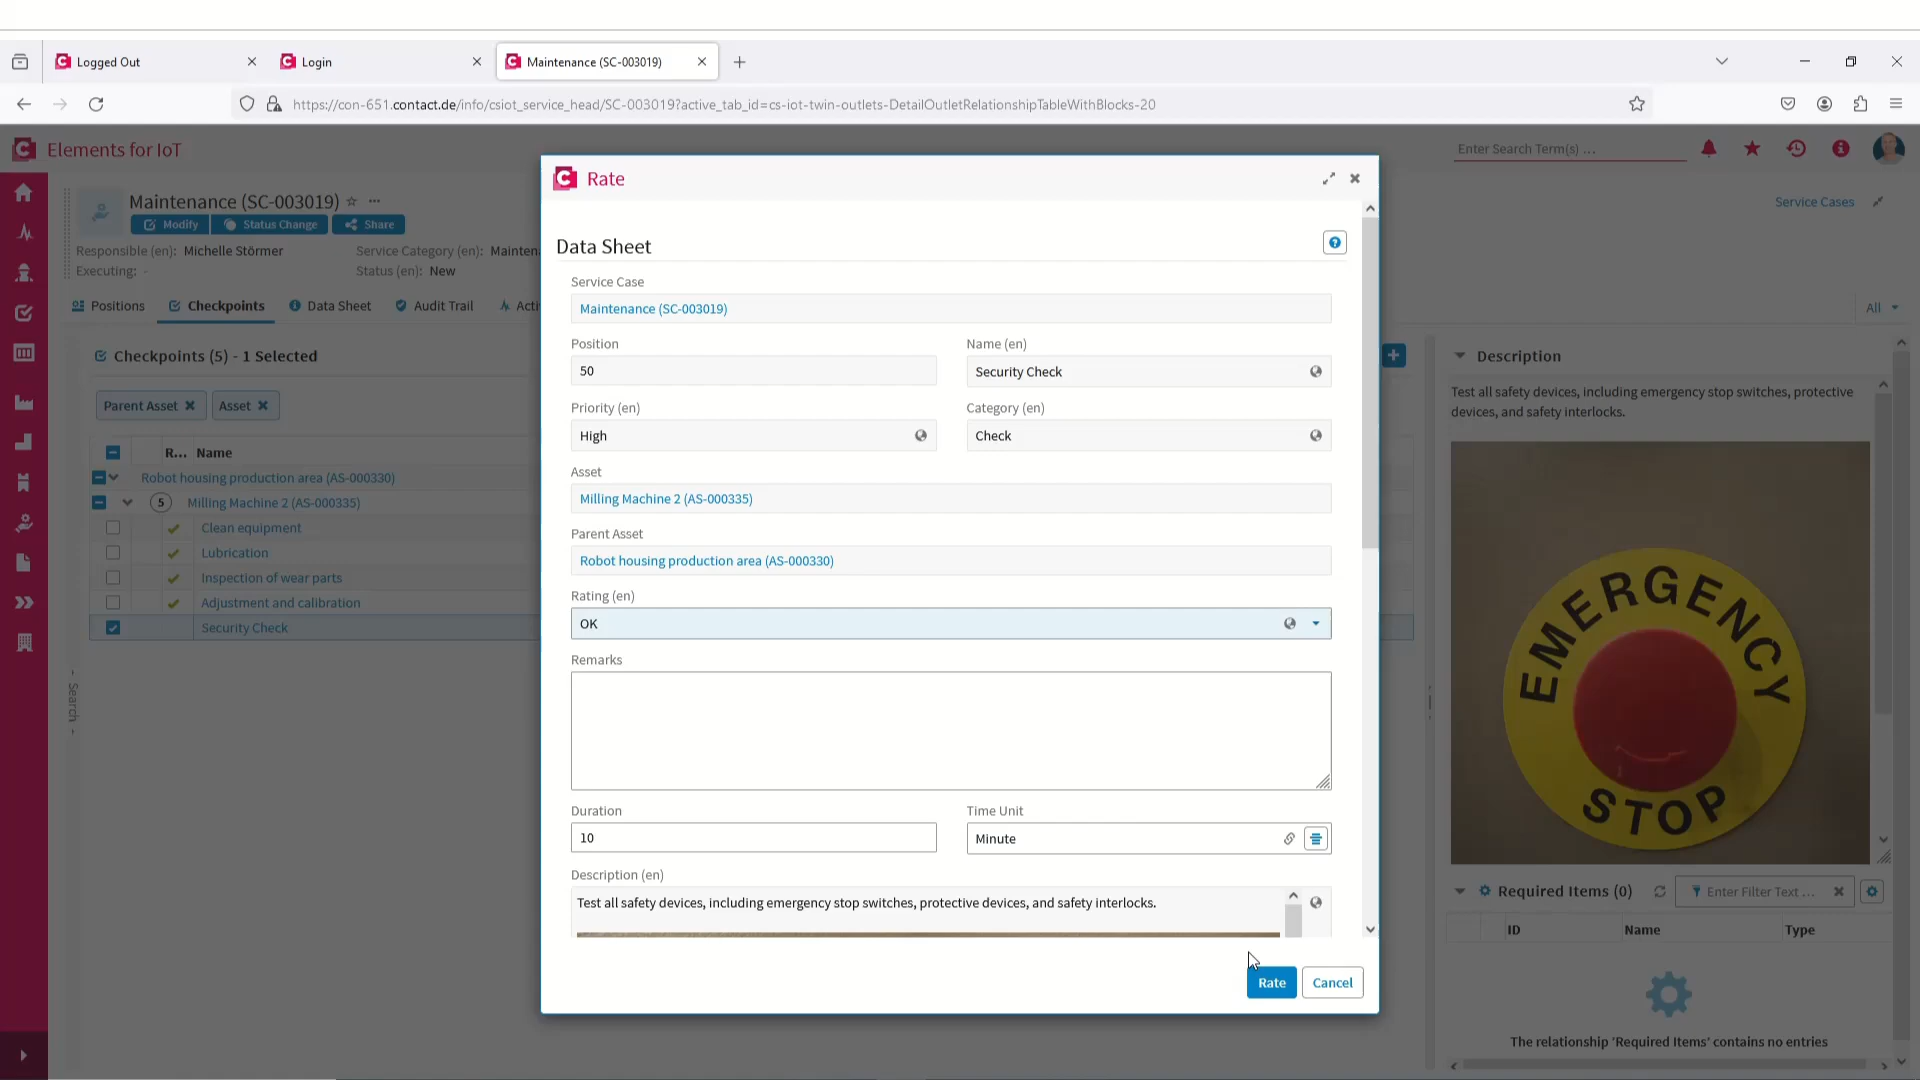 Logged Out
Login
Maintenance (SC-003019)
https://con-651.contact.de/info/csiot_service_head/SC-003019?active_tab_id=cs-iot-twin-outlets-DetailOutletRelationshipTableWithBlocks-20
Elements for IoT
Enter Search Term(s) ...
Maintenance (SC-003019)
Modify
Status Change
Share
Service Cases
Responsible (en): Michelle Störmer
Service Category (en): Mainten
Executing: -
Status (en): New
Positions
Checkpoints
Data Sheet
Audit Trail
Acti
All
Checkpoints (5) - 1 Selected
Parent Asset
Asset
R... Name
Robot housing production area (AS-000330)
5 Milling Machine 2 (AS-000335)
Clean equipment
Lubrication
Inspection of wear parts
Adjustment and calibration
Security Check
- Search -
Rate
Data Sheet
Service Case
Maintenance (SC-003019)
Position
50
Name (en)
Security Check
Priority (en)
High
Category (en)
Check
Asset
Milling Machine 2 (AS-000335)
Parent Asset
Robot housing production area (AS-000330)
Rating (en)
OK
Remarks
Duration
10
Time Unit
Minute
Description (en)
Test all safety devices, including emergency stop switches, protective devices, and safety interlocks.
Rate
Cancel
Description
Test all safety devices, including emergency stop switches, protective
devices, and safety interlocks.
EMERGENCY
STOP
Required Items (0)
Enter Filter Text ...
ID
Name
Type
The relationship 'Required Items' contains no entries